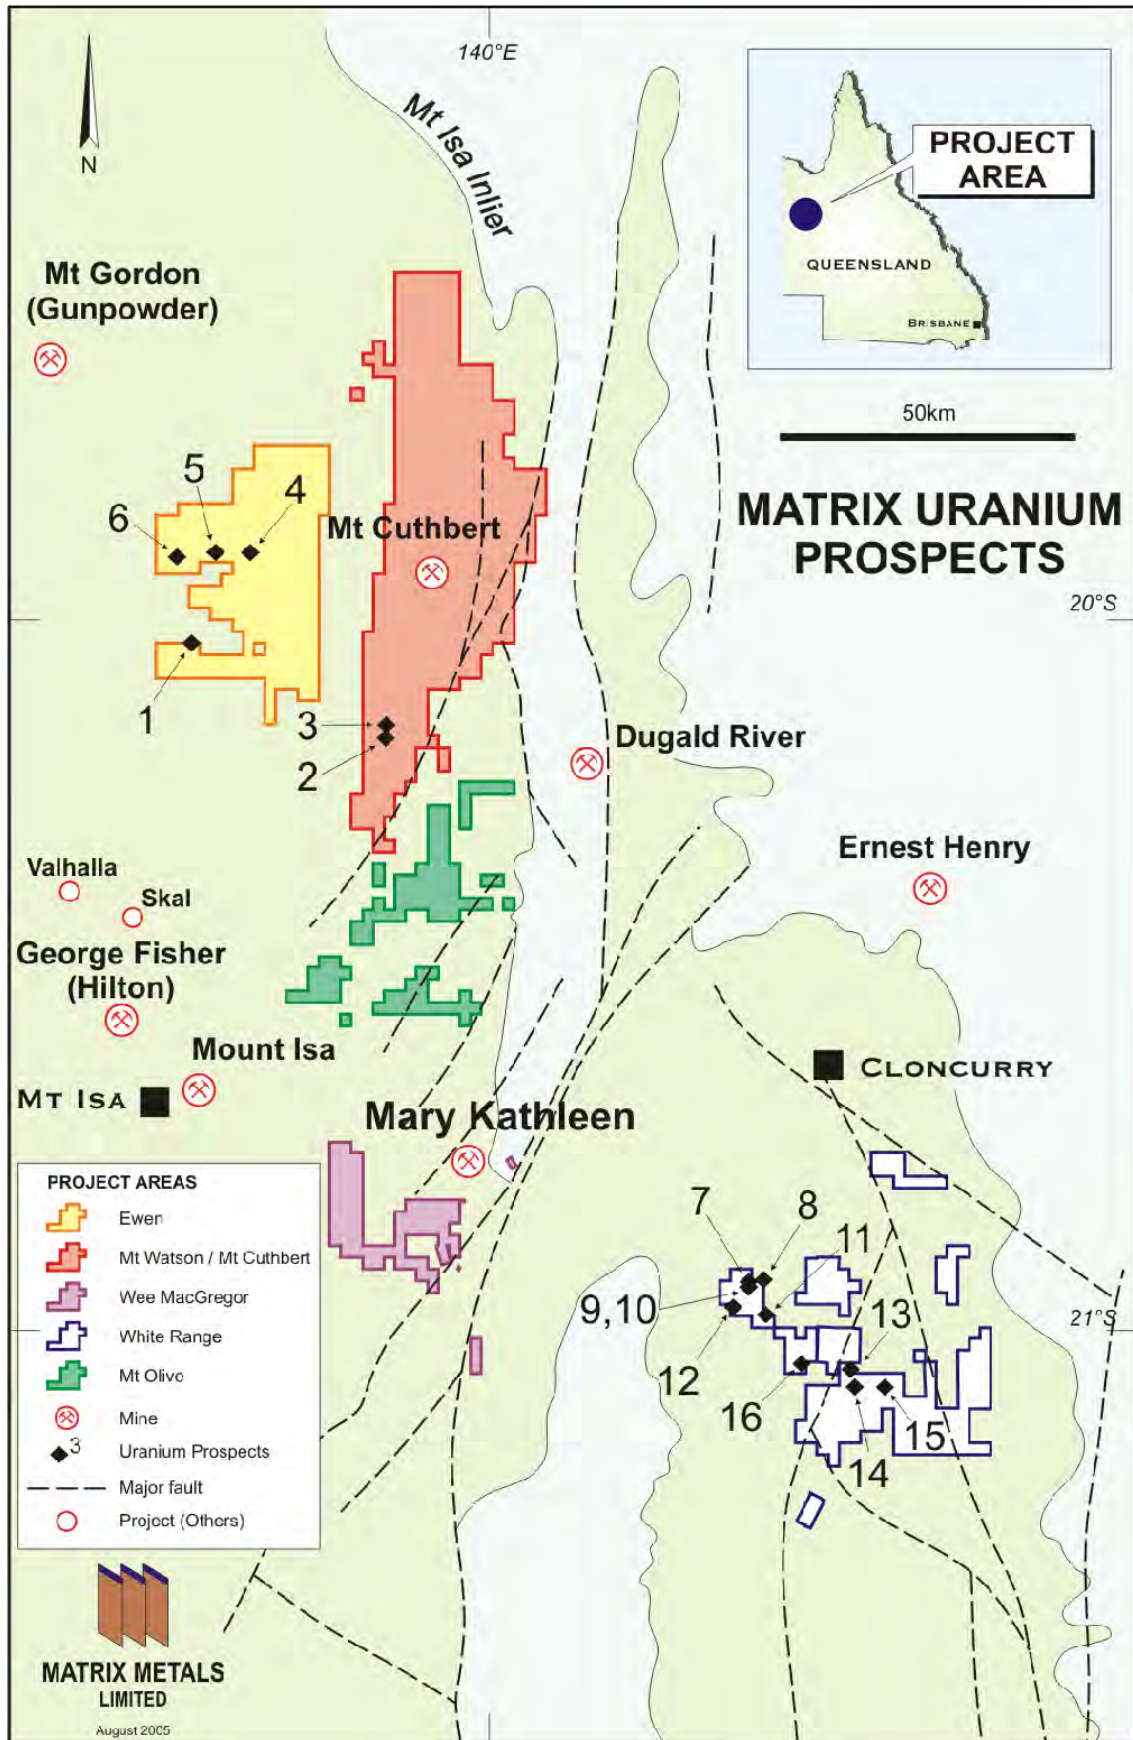 140°E
Mt Isa Inlier
N
PROJECT
AREA
QUEENSLAND
BRISBANE
Mt Gordon
(Gunpowder)
50km
MATRIX URANIUM
PROSPECTS
5
4
6
Mt Cuthbert
20°S
1
3
2
Dugald River
Ernest Henry
Valhalla
Skal
George Fisher
(Hilton)
Mount Isa
MT ISA
CLONCURRY
Mary Kathleen
7
8
11
9,10
13
21°S
12
16
15
14
PROJECT AREAS
Ewen
Mt Watson / Mt Cuthbert
Wee MacGregor
White Range
Mt Olive
Mine
3
Uranium Prospects
Major fault
Project (Others)
MATRIX METALS
LIMITED
August 2005